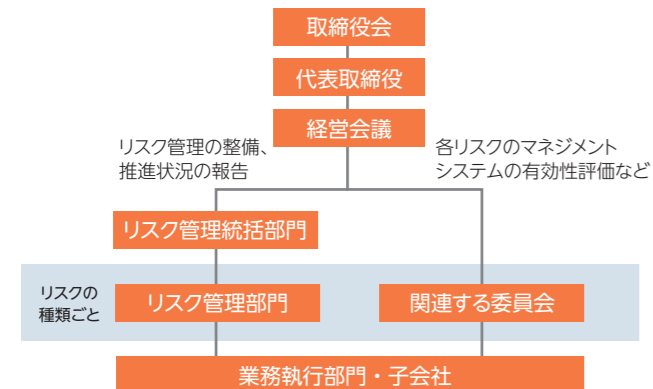 取締役会
代表取締役
経営会議
リスク管理の整備、
推進状況の報告
各リスクのマネジメント
システムの有効性評価など
リスク管理統括部門
リスクの
種類ごと
リスク管理部門
関連する委員会
業務執行部門・子会社